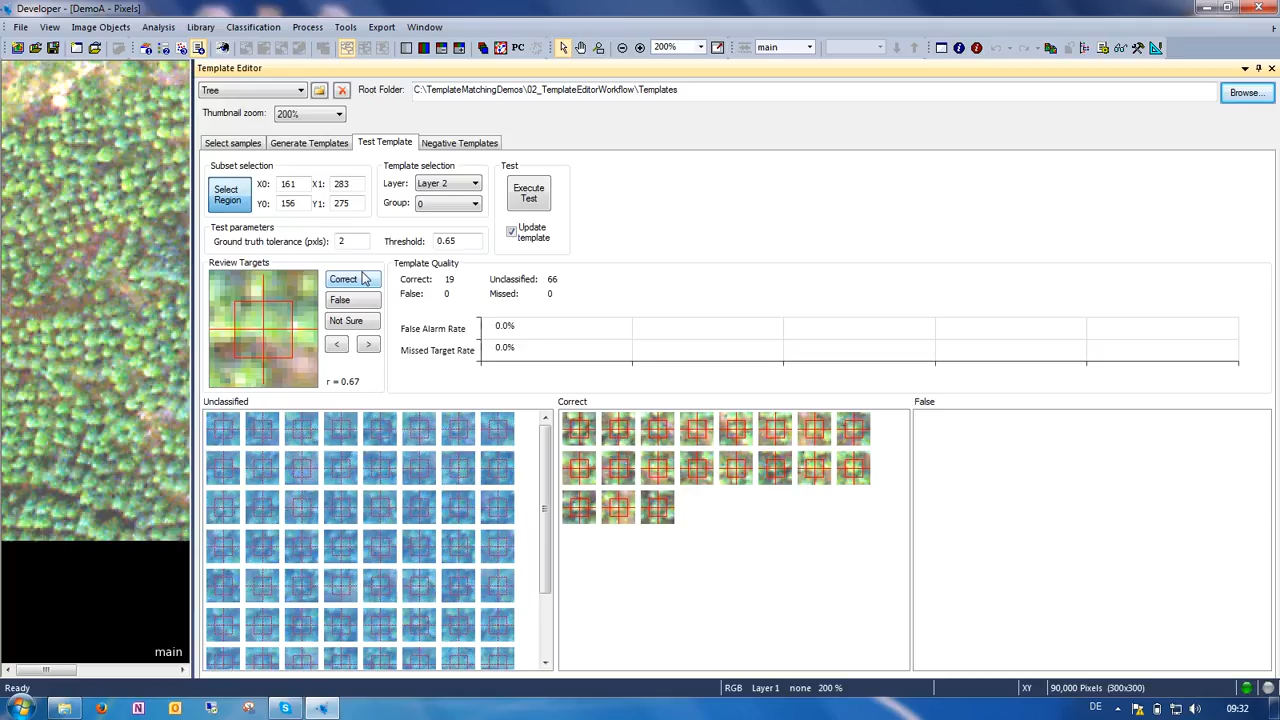 Developer - [DemoA - Pixels]
File View Image Objects Analysis Library Classification Process Tools Export Window
PC 200% main
Template Editor
Tree Root Folder: C:\TemplateMatchingDemos\02_TemplateEditorWorkflow\Templates Browse...
Thumbnail zoom: 200%
Select samples Generate Templates Test Template Negative Templates
Subset selection Template selection Test
Select Region X0: 161 X1: 283 Layer: Layer 2 Execute Test
Y0: 156 Y1: 275 Group: 0
Update template
Test parameters
Ground truth tolerance (pxls): 2 Threshold: 0.65
Review Targets Template Quality
Correct Correct: 19 Unclassified: 66
False False: 0 Missed: 0
Not Sure False Alarm Rate 0.0%
< > Missed Target Rate 0.0%
r = 0.67
Unclassified Correct False
main
Ready RGB Layer 1 none 200 % XY 90,000 Pixels (300x300)
DE 09:32